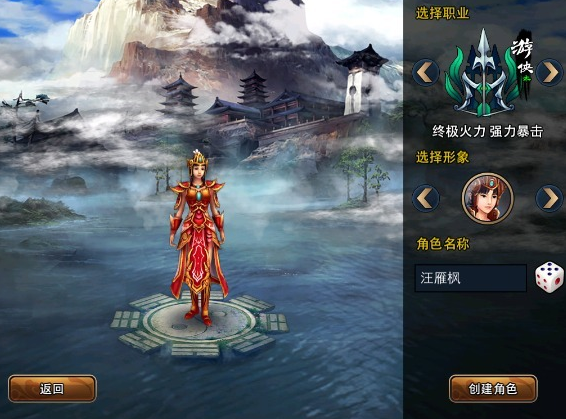 选择职业
游侠
终极火力 强力暴击
选择形象
角色名称
汪雁枫
返回
创建角色